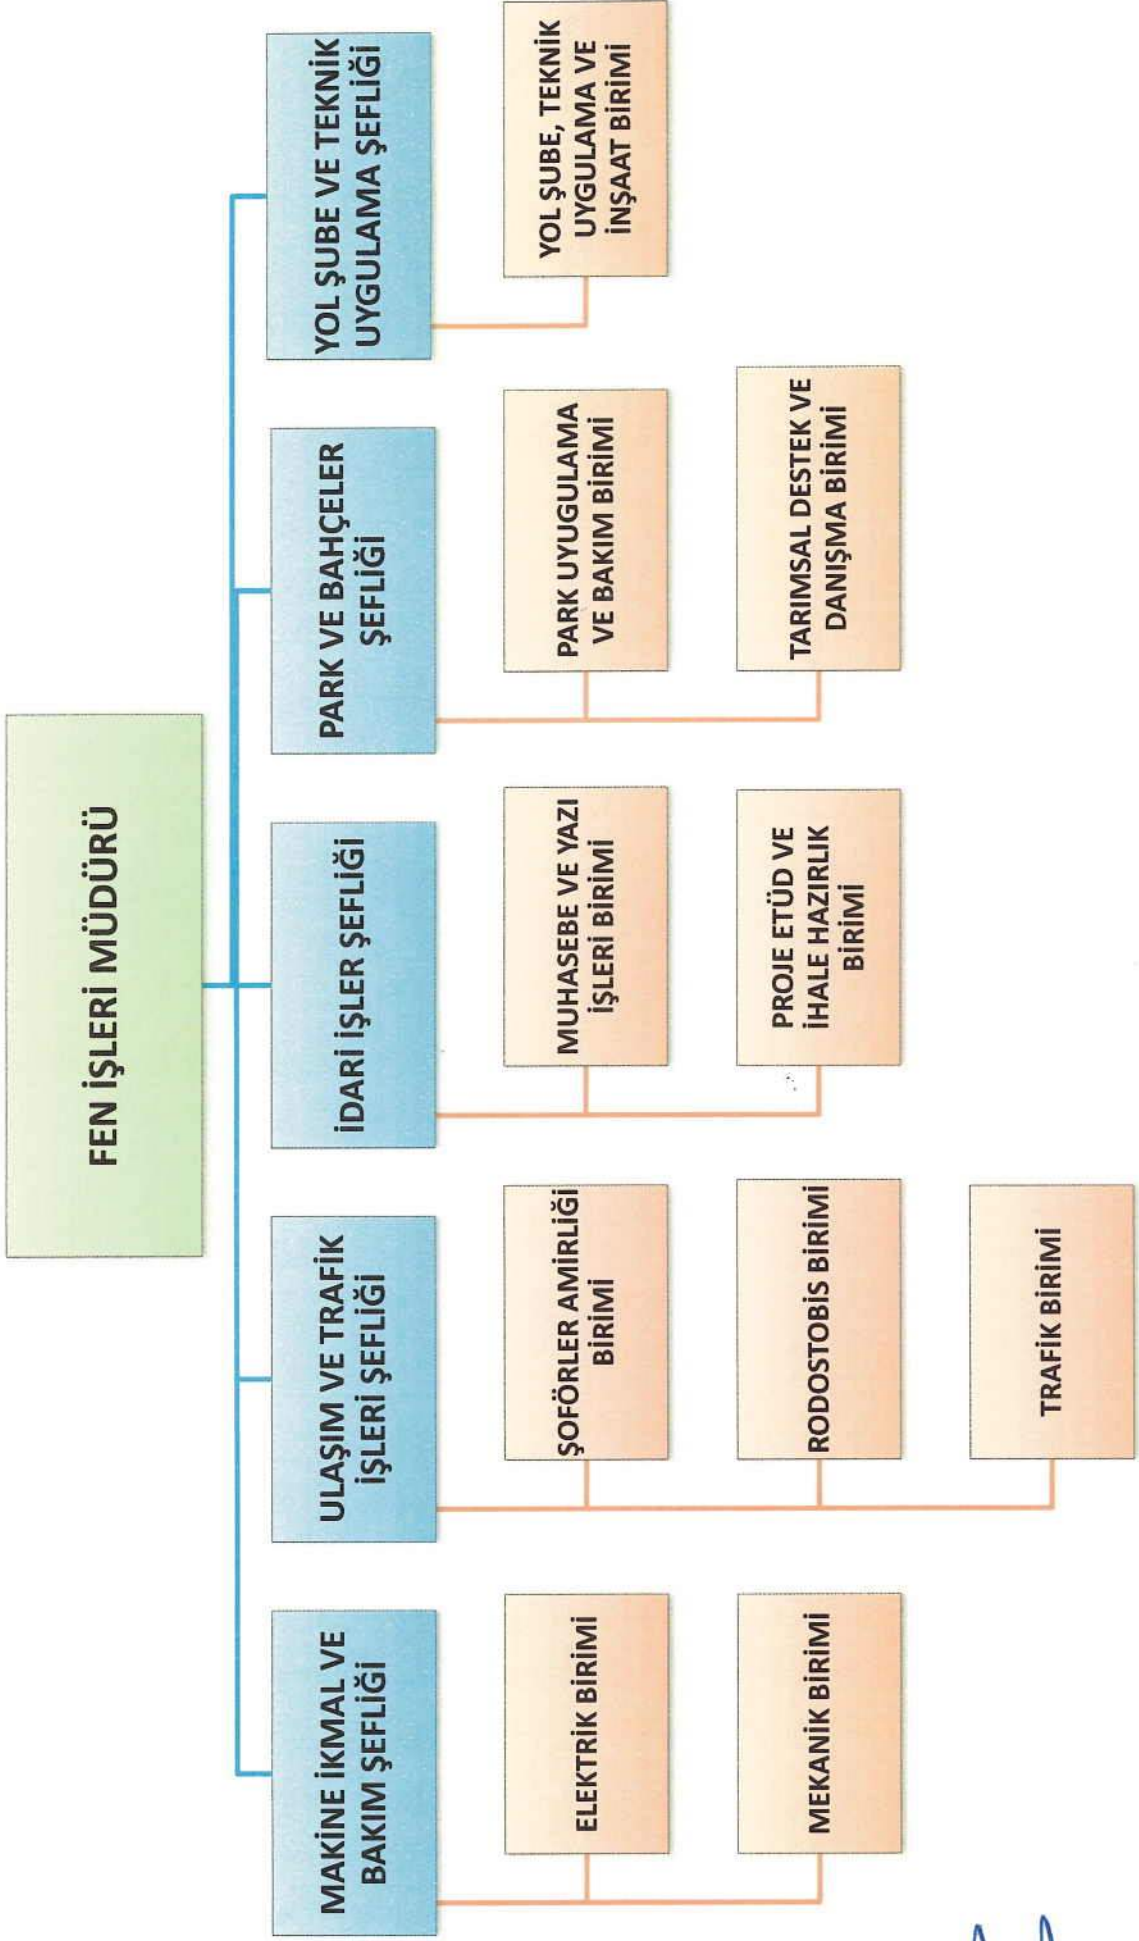 FEN İŞLERİ MÜDÜRÜ
MAKİNE İKMAL VE
BAKIM ŞEFLİĞİ
ELEKTRİK BİRİMİ
MEKANİK BİRİMİ
ULAŞIM VE TRAFİK
İŞLERİ ŞEFLİĞİ
ŞOFÖRLER AMİRLİĞİ
BİRİMİ
RODOSTOBİS BİRİMİ
TRAFİK BİRİMİ
İDARİ İŞLER ŞEFLİĞİ
MUHASEBE VE YAZI
İŞLERİ BİRİMİ
PROJE ETÜD VE
İHALE HAZIRLIK
BİRİMİ
PARK VE BAHÇELER
ŞEFLİĞİ
PARK UYUGULAMA
VE BAKIM BİRİMİ
TARIMSAL DESTEK VE
DANIŞMA BİRİMİ
YOL ŞUBE VE TEKNİK
UYGULAMA ŞEFLİĞİ
YOL ŞUBE, TEKNİK
UYGULAMA VE
İNŞAAT BİRİMİ